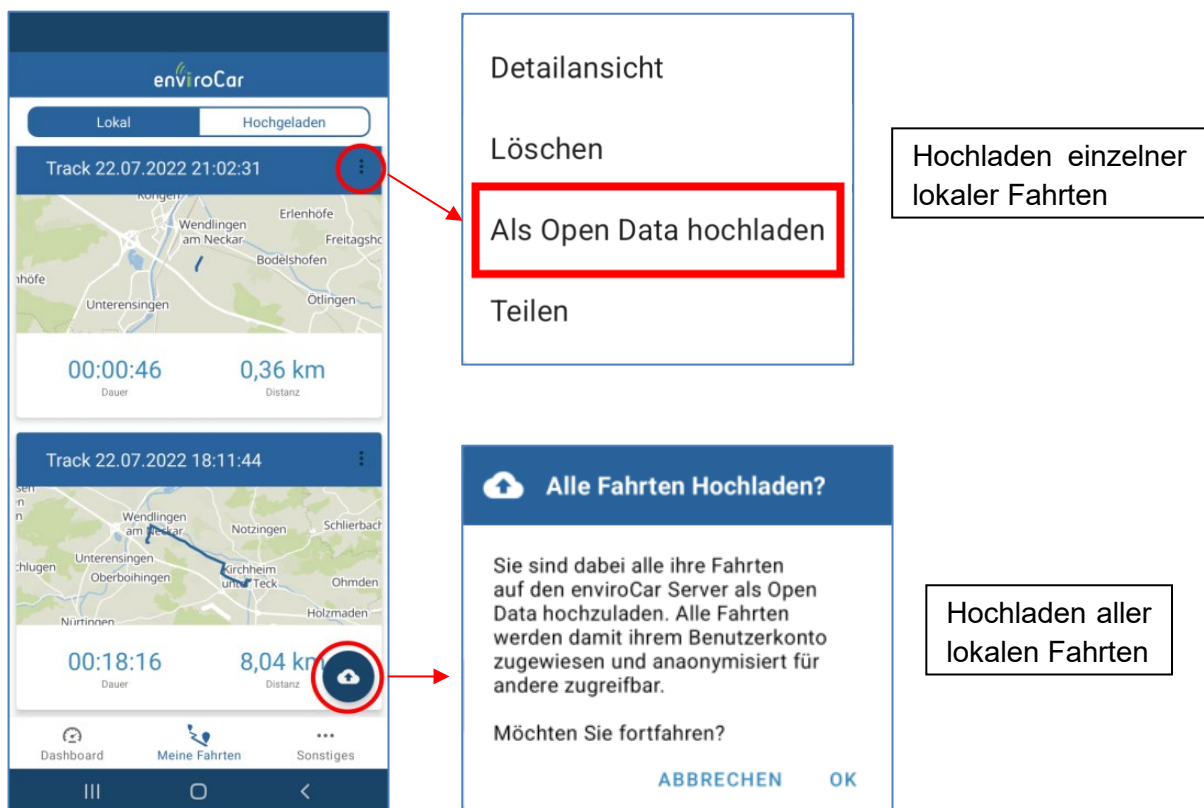 enviroCar
Lokal
Hochgeladen
Track 22.07.2022 21:02:31
Köngen
Wendlingen
am Neckar
Erlenhöfe
Freitagsho
Bodelshofen
nhöfe
Unterensingen
Ötlingen
00:00:46
Dauer
0,36 km
Distanz
Track 22.07.2022 18:11:44
sen
en
n
Wendlingen
am Neckar
Notzingen
Schlierbach
Unterensingen
chlugen
Oberboihingen
Kirchheim
unter Teck
Ohmden
Holzmaden
Nürtingen
00:18:16
Dauer
8,04 km
Distanz
Dashboard
Meine Fahrten
Sonstiges
Detailansicht
Löschen
Als Open Data hochladen
Teilen
Hochladen einzelner
lokaler Fahrten
Alle Fahrten Hochladen?
Sie sind dabei alle ihre Fahrten
auf den enviroCar Server als Open
Data hochzuladen. Alle Fahrten
werden damit ihrem Benutzerkonto
zugewiesen und anaonymisiert für
andere zugreifbar.
Möchten Sie fortfahren?
ABBRECHEN
OK
Hochladen aller
lokalen Fahrten